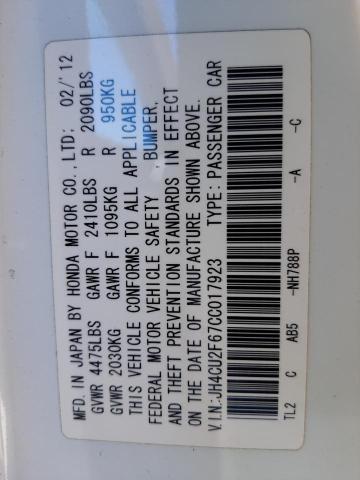 MFD. IN JAPAN BY HONDA MOTOR CO., LTD: 02/'12
GVWR 4475LBS GAWR F 2410LBS R 2090LBS
GVWR 2030KG GAWR F 1095KG R 950KG
THIS VEHICLE CONFORMS TO ALL APPLICABLE
FEDERAL MOTOR VEHICLE SAFETY , BUMPER,
AND THEFT PREVENTION STANDARDS IN EFFECT
ON THE DATE OF MANUFACTURE SHOWN ABOVE.
V.I.N.:JH4CU2F67CC017923 TYPE: PASSENGER CAR
TL2 C AB5 -NH788P -A -C